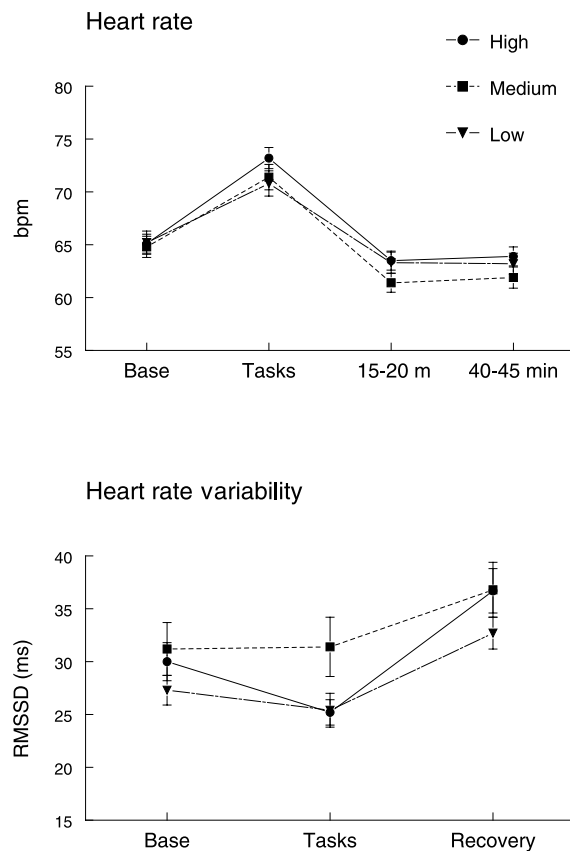 Heart rate
High
Medium
Low
80
75
70
65
60
55
bpm
Base Tasks 15-20 m 40-45 min
Heart rate variability
40
35
30
25
20
15
RMSSD (ms)
Base Tasks Recovery